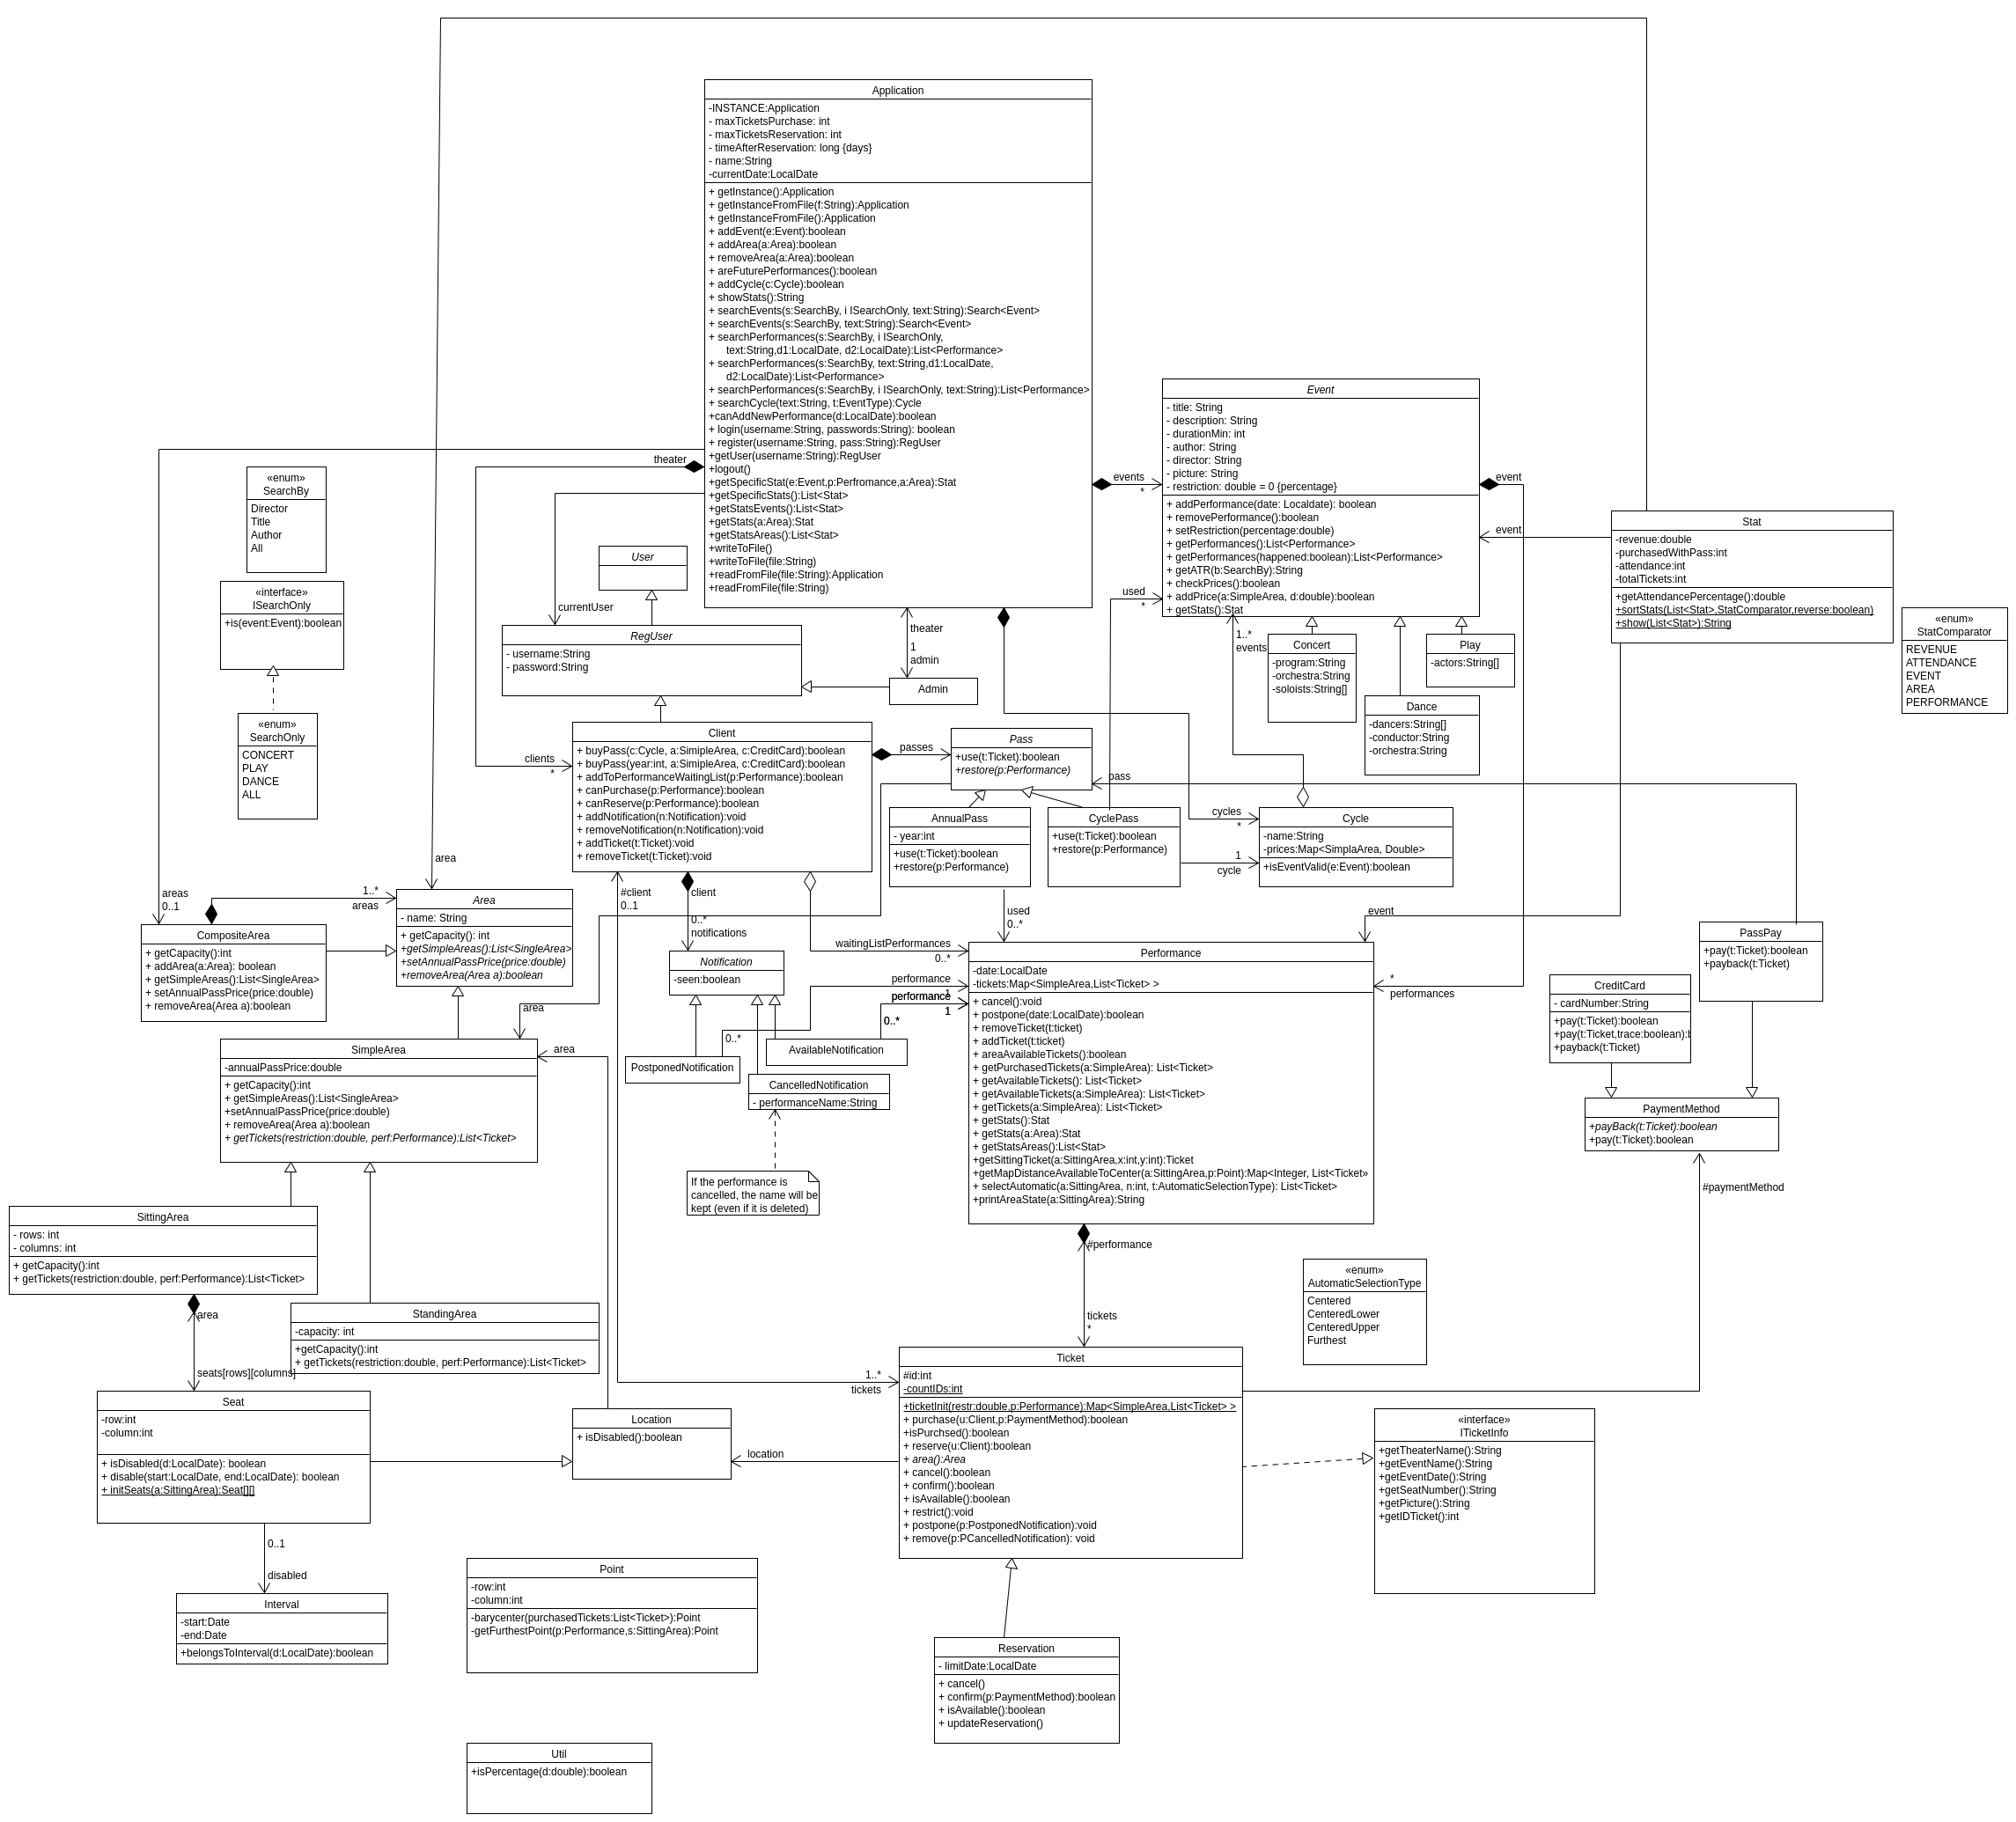 Application
-INSTANCE:Application
- maxTicketsPurchase: int
- maxTicketsReservation: int
- timeAfterReservation: long {days}
- name:String
-currentDate:LocalDate
+ getInstance():Application
+ getInstanceFromFile(f:String):Application
+ getInstanceFromFile():Application
+ addEvent(e:Event):boolean
+ addArea(a:Area):boolean
+ removeArea(a:Area):boolean
+ areFuturePerformances():boolean
+ addCycle(c:Cycle):boolean
+ showStats():String
+ searchEvents(s:SearchBy, i ISearchOnly, text:String):Search<Event>
+ searchEvents(s:SearchBy, text:String):Search<Event>
+ searchPerformances(s:SearchBy, i ISearchOnly,
text:String,d1:LocalDate, d2:LocalDate):List<Performance>
+ searchPerformances(s:SearchBy, text:String,d1:LocalDate,
d2:LocalDate):List<Performance>
+ searchPerformances(s:SearchBy, i ISearchOnly, text:String):List<Performance>
+ searchCycle(text:String, t:EventType):Cycle
+canAddNewPerformance(d:LocalDate):boolean
+ login(username:String, passwords:String): boolean
+ register(username:String, pass:String):RegUser
+getUser(username:String):RegUser
+logout()
+getSpecificStat(e:Event,p:Perfromance,a:Area):Stat
+getSpecificStats():List<Stat>
+getStatsEvents():List<Stat>
+getStats(a:Area):Stat
+getStatsAreas():List<Stat>
+writeToFile()
+writeToFile(file:String)
+readFromFile(file:String):Application
+readFromFile(file:String)
theater
events
*
Event
- title: String
- description: String
- durationMin: int
- author: String
- director: String
- picture: String
- restriction: double = 0 {percentage}
+ addPerformance(date: Localdate): boolean
+ removePerformance():boolean
+ setRestriction(percentage:double)
+ getPerformances():List<Performance>
+ getPerformances(happened:boolean):List<Performance>
+ getATR(b:SearchBy):String
+ checkPrices():boolean
+ addPrice(a:SimpleArea, d:double):boolean
+ getStats():Stat
event
event
used
*
Stat
-revenue:double
-purchasedWithPass:int
-attendance:int
-totalTickets:int
+getAttendancePercentage():double
+sortStats(List<Stat>,StatComparator,reverse:boolean)
+show(List<Stat>):String
«enum»
StatComparator
REVENUE
ATTENDANCE
EVENT
AREA
PERFORMANCE
«enum»
SearchBy
Director
Title
Author
All
«interface»
ISearchOnly
+is(event:Event):boolean
«enum»
SearchOnly
CONCERT
PLAY
DANCE
ALL
User
currentUser
RegUser
- username:String
- password:String
theater
1
admin
Admin
1..*
events
Concert
-program:String
-orchestra:String
-soloists:String[]
Play
-actors:String[]
Dance
-dancers:String[]
-conductor:String
-orchestra:String
clients
*
Client
+ buyPass(c:Cycle, a:SimipleArea, c:CreditCard):boolean
+ buyPass(year:int, a:SimipleArea, c:CreditCard):boolean
+ addToPerformanceWaitingList(p:Performance):boolean
+ canPurchase(p:Performance):boolean
+ canReserve(p:Performance):boolean
+ addNotification(n:Notification):void
+ removeNotification(n:Notification):void
+ addTicket(t:Ticket):void
+ removeTicket(t:Ticket):void
passes
Pass
+use(t:Ticket):boolean
+restore(p:Performance)
pass
AnnualPass
- year:int
+use(t:Ticket):boolean
+restore(p:Performance)
CyclePass
+use(t:Ticket):boolean
+restore(p:Performance)
cycles
*
1
cycle
Cycle
-name:String
-prices:Map<SimplaArea, Double>
+isEventValid(e:Event):boolean
area
areas
0..1
1..*
areas
Area
- name: String
+ getCapacity(): int
+getSimpleAreas():List<SingleArea>
+setAnnualPassPrice(price:double)
+removeArea(Area a):boolean
CompositeArea
+ getCapacity():int
+ addArea(a:Area): boolean
+ getSimpleAreas():List<SingleArea>
+ setAnnualPassPrice(price:double)
+ removeArea(Area a):boolean
#client
0..1
client
0..*
notifications
Notification
-seen:boolean
waitingListPerformances
0..*
performance
1
performance
1
0..*
0..*
used
0..*
event
*
performances
area
area
SimpleArea
-annualPassPrice:double
+ getCapacity():int
+ getSimpleAreas():List<SingleArea>
+setAnnualPassPrice(price:double)
+ removeArea(Area a):boolean
+ getTickets(restriction:double, perf:Performance):List<Ticket>
PostponedNotification
AvailableNotification
CancelledNotification
- performanceName:String
If the performance is
cancelled, the name will be
kept (even if it is deleted)
Performance
-date:LocalDate
-tickets:Map<SimpleArea,List<Ticket> >
+ cancel():void
+ postpone(date:LocalDate):boolean
+ removeTicket(t:ticket)
+ addTicket(t:ticket)
+ areaAvailableTickets():boolean
+ getPurchasedTickets(a:SimpleArea): List<Ticket>
+ getAvailableTickets(): List<Ticket>
+ getAvailableTickets(a:SimpleArea): List<Ticket>
+ getTickets(a:SimpleArea): List<Ticket>
+ getStats():Stat
+ getStats(a:Area):Stat
+ getStatsAreas():List<Stat>
+getSittingTicket(a:SittingArea,x:int,y:int):Ticket
+getMapDistanceAvailableToCenter(a:SittingArea,p:Point):Map<Integer, List<Ticket»
+ selectAutomatic(a:SittingArea, n:int, t:AutomaticSelectionType): List<Ticket>
+printAreaState(a:SittingArea):String
PassPay
+pay(t:Ticket):boolean
+payback(t:Ticket)
CreditCard
- cardNumber:String
+pay(t:Ticket):boolean
+pay(t:Ticket,trace:boolean):b
+payback(t:Ticket)
PaymentMethod
+payBack(t:Ticket):boolean
+pay(t:Ticket):boolean
#paymentMethod
SittingArea
- rows: int
- columns: int
+ getCapacity():int
+ getTickets(restriction:double, perf:Performance):List<Ticket>
StandingArea
-capacity: int
+getCapacity():int
+ getTickets(restriction:double, perf:Performance):List<Ticket>
area
seats[rows][columns]
#performance
tickets
*
«enum»
AutomaticSelectionType
Centered
CenteredLower
CenteredUpper
Furthest
Seat
-row:int
-column:int
+ isDisabled(d:LocalDate): boolean
+ disable(start:LocalDate, end:LocalDate): boolean
+ initSeats(a:SittingArea):Seat[][]
Location
+ isDisabled():boolean
location
1..*
tickets
Ticket
#id:int
-countIDs:int
+ticketInit(restr:double,p:Performance):Map<SimpleArea,List<Ticket> >
+ purchase(u:Client,p:PaymentMethod):boolean
+isPurchsed():boolean
+ reserve(u:Client):boolean
+ area():Area
+ cancel():boolean
+ confirm():boolean
+ isAvailable():boolean
+ restrict():void
+ postpone(p:PostponedNotification):void
+ remove(p:PCancelledNotification): void
«interface»
ITicketInfo
+getTheaterName():String
+getEventName():String
+getEventDate():String
+getSeatNumber():String
+getPicture():String
+getIDTicket():int
0..1
disabled
Interval
-start:Date
-end:Date
+belongsToInterval(d:LocalDate):boolean
Point
-row:int
-column:int
-barycenter(purchasedTickets:List<Ticket>):Point
-getFurthestPoint(p:Performance,s:SittingArea):Point
Reservation
- limitDate:LocalDate
+ cancel()
+ confirm(p:PaymentMethod):boolean
+ isAvailable():boolean
+ updateReservation()
Util
+isPercentage(d:double):boolean